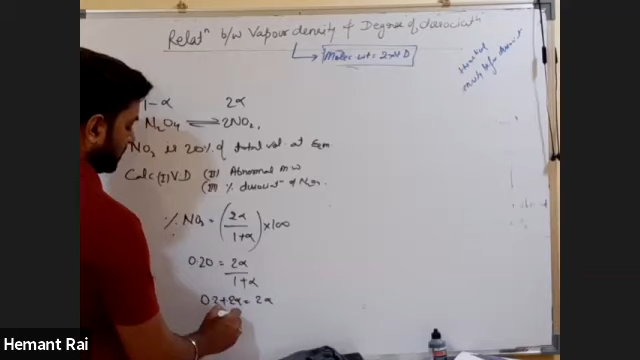 Relatⁿ b/w Vapour density & Degree of dissociatⁿ
Molec. wt = 2 × V.D
1-α 2α
N₂O₄ ⇌ 2NO₂
NO₂ is 20% of total vol. at Eqm.
Calc (I) V.D (II) Abnormal m.w
(III) % dissociatⁿ of N₂O₄
% NO₂ = (2α / 1+α) × 100
0.20 = 2α / 1+α
0.2 + 2α = 2α
Hemant Rai